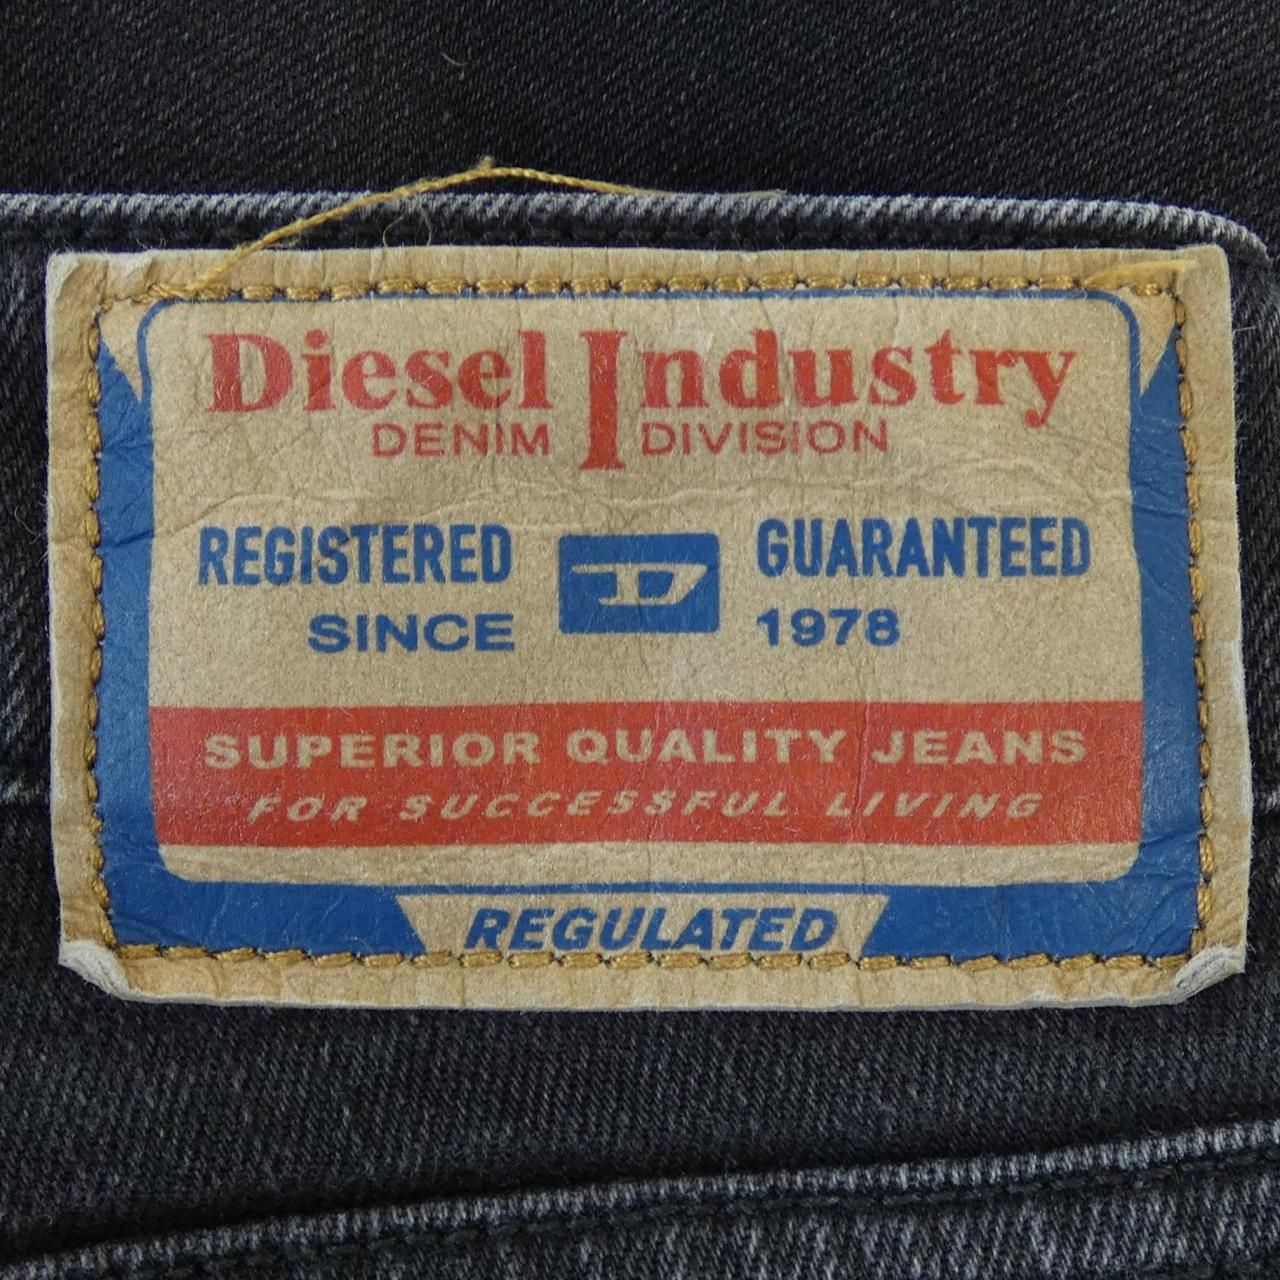 Diesel Industry
DENIM DIVISION
REGISTERED D GUARANTEED
SINCE 1978
SUPERIOR QUALITY JEANS
FOR SUCCESSFUL LIVING
REGULATED